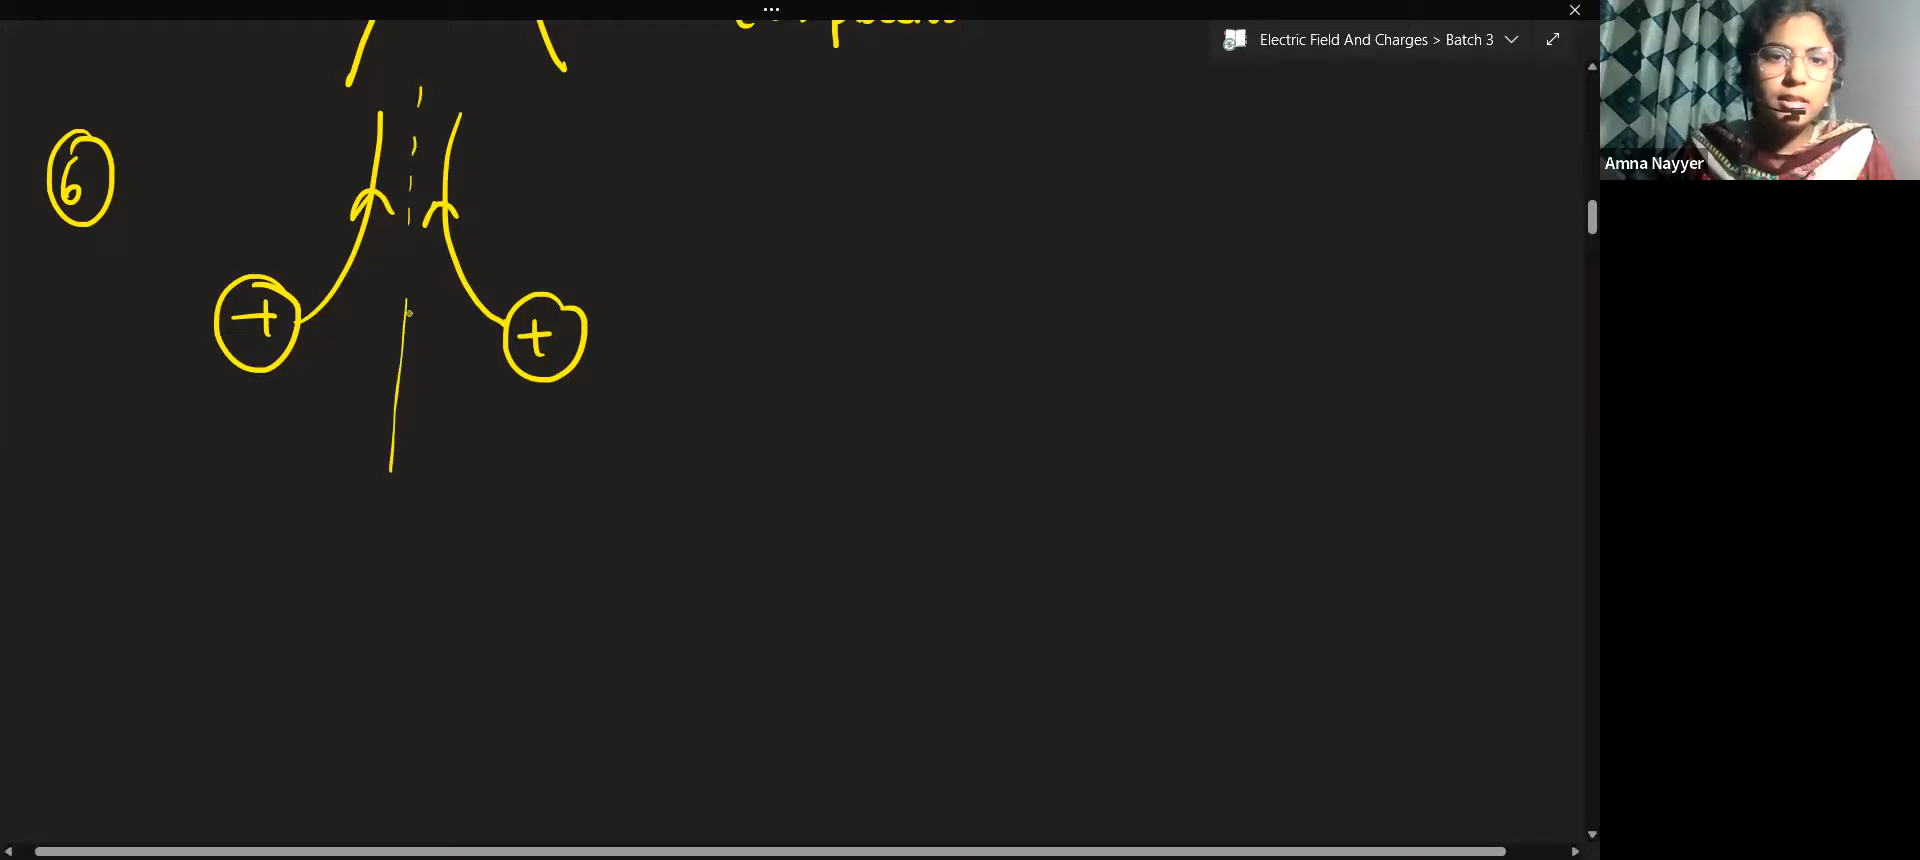 Electric Field And Charges > Batch 3
Amna Nayyer
6
+
+